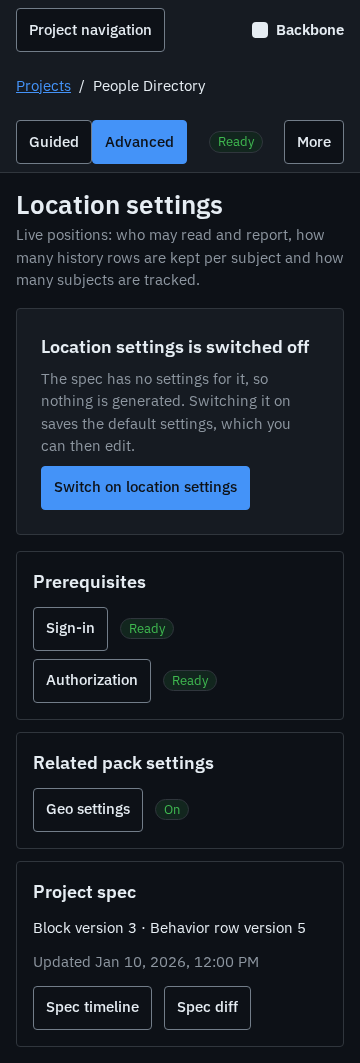 Project navigation
Backbone
Projects / People Directory
Guided
Advanced
Ready
More
Location settings
Live positions: who may read and report, how
many history rows are kept per subject and how
many subjects are tracked.
Location settings is switched off
The spec has no settings for it, so
nothing is generated. Switching it on
saves the default settings, which you
can then edit.
Switch on location settings
Prerequisites
Sign-in
Ready
Authorization
Ready
Related pack settings
Geo settings
On
Project spec
Block version 3 · Behavior row version 5
Updated Jan 10, 2026, 12:00 PM
Spec timeline
Spec diff